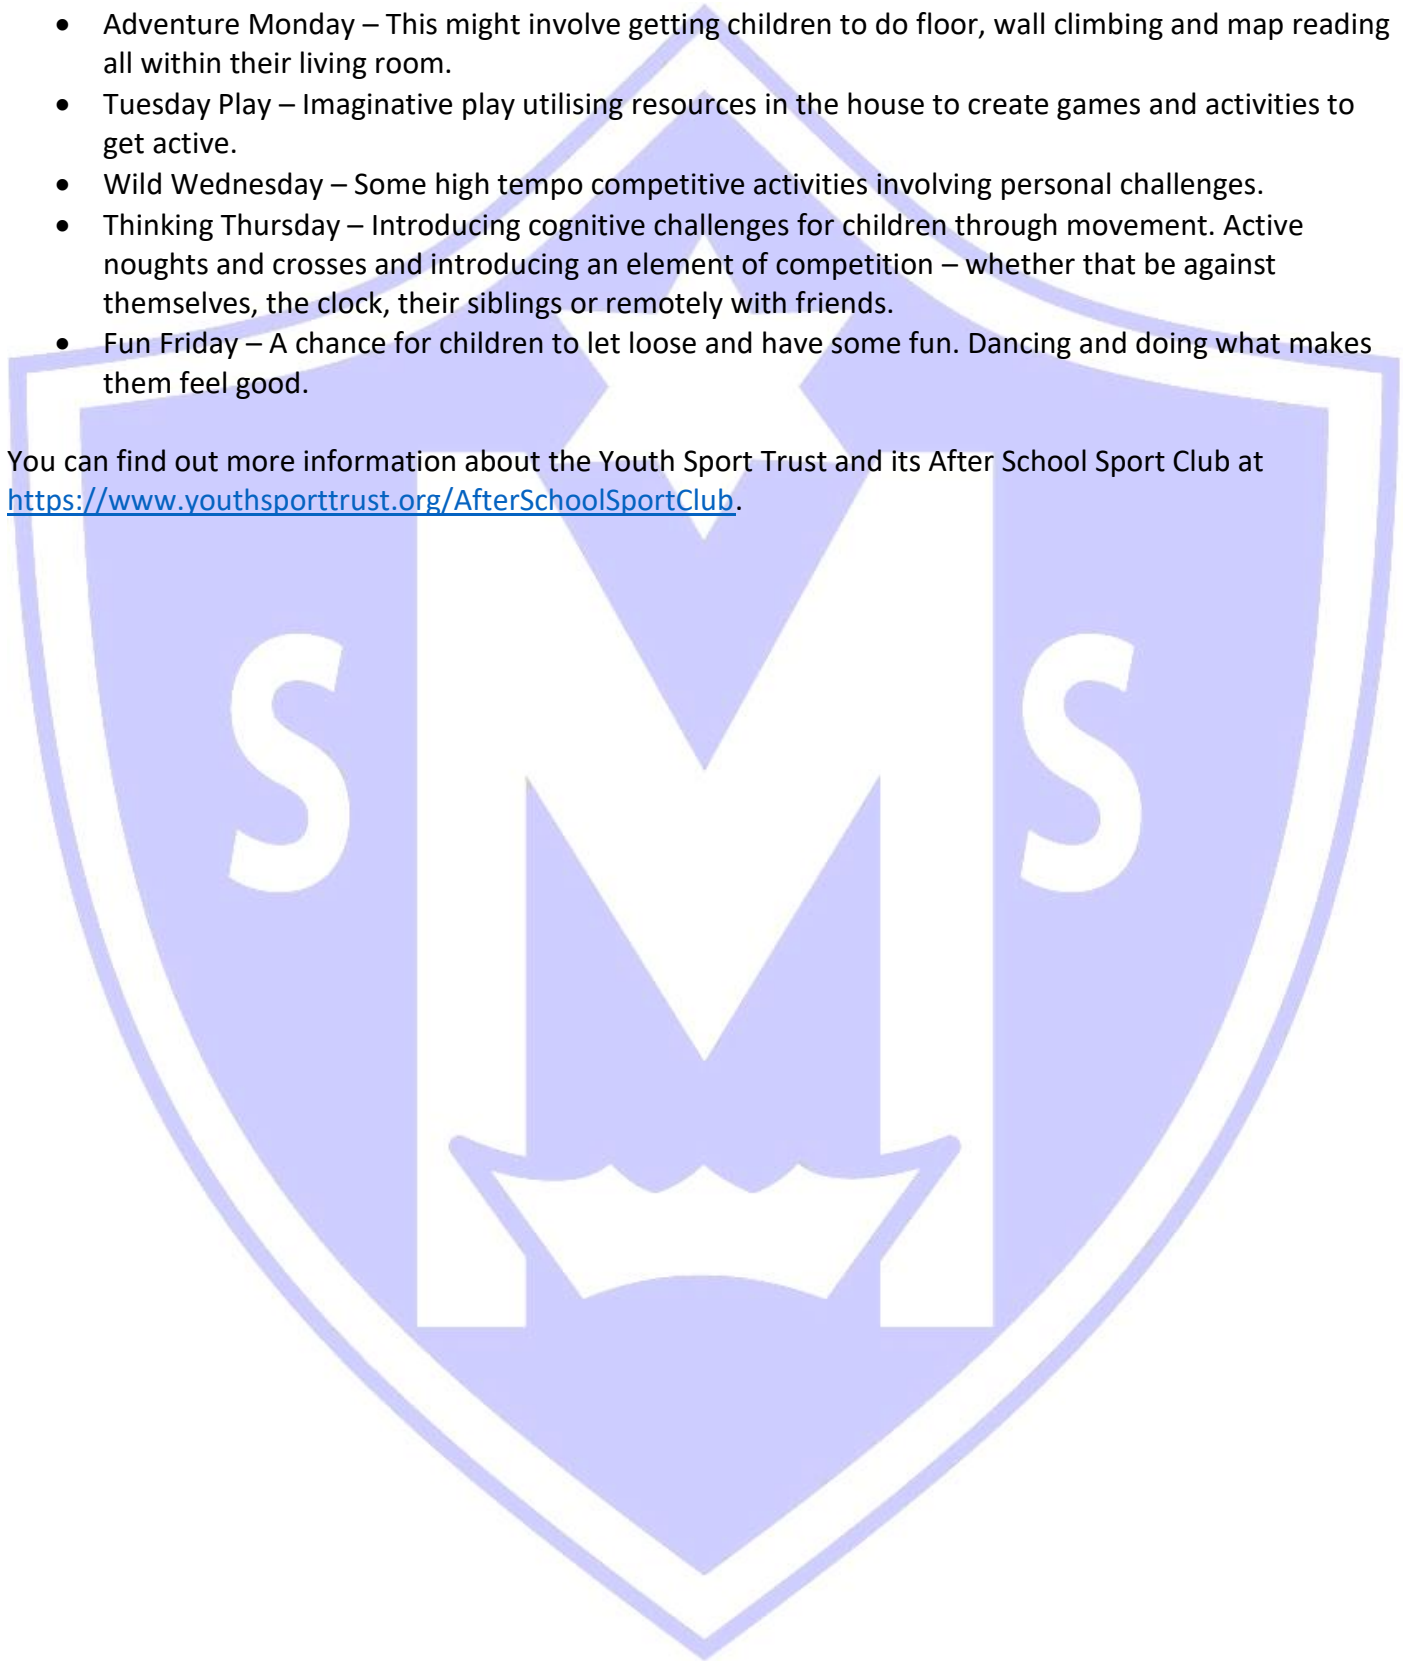 • Adventure Monday – This might involve getting children to do floor, wall climbing and map reading
all within their living room.
• Tuesday Play – Imaginative play utilising resources in the house to create games and activities to
get active.
• Wild Wednesday – Some high tempo competitive activities involving personal challenges.
• Thinking Thursday – Introducing cognitive challenges for children through movement. Active
noughts and crosses and introducing an element of competition – whether that be against
themselves, the clock, their siblings or remotely with friends.
• Fun Friday – A chance for children to let loose and have some fun. Dancing and doing what makes
them feel good.
You can find out more information about the Youth Sport Trust and its After School Sport Club at
https://www.youthsporttrust.org/AfterSchoolSportClub.
S M S